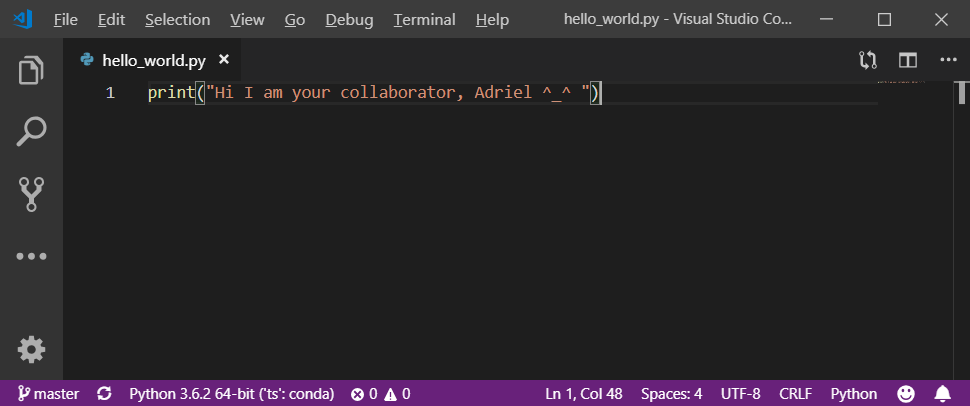 File Edit Selection View Go Debug Terminal Help hello_world.py - Visual Studio Co...
hello_world.py
1 print("Hi I am your collaborator, Adriel ^_^ ")
master Python 3.6.2 64-bit ('ts': conda) 0 0 Ln 1, Col 48 Spaces: 4 UTF-8 CRLF Python